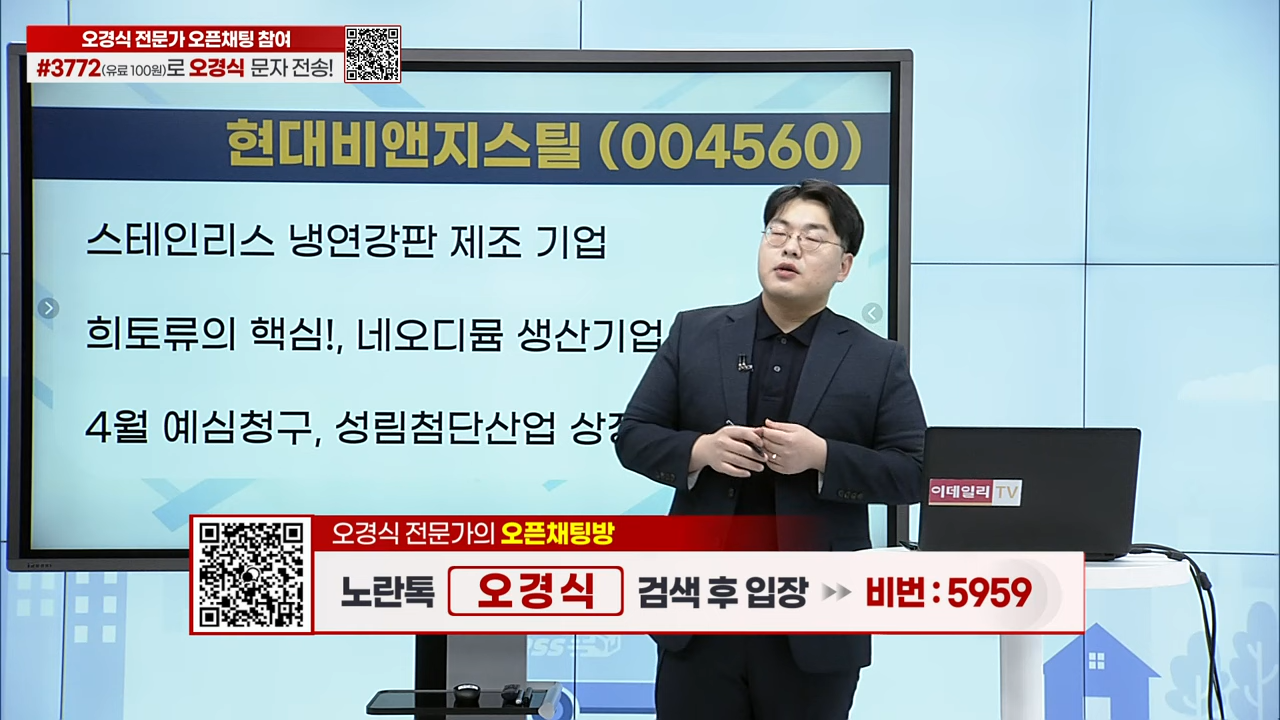 오경식 전문가 오픈채팅 참여
#3772(유료 100원)로 오경식 문자 전송!
현대비앤지스틸 (004560)
스테인리스 냉연강판 제조 기업
희토류의 핵심!, 네오디뮴 생산기업
4월 예심청구, 성림첨단산업
이데일리TV
오경식 전문가의 오픈채팅방
노란톡 오경식 검색 후 입장 비번 : 5959